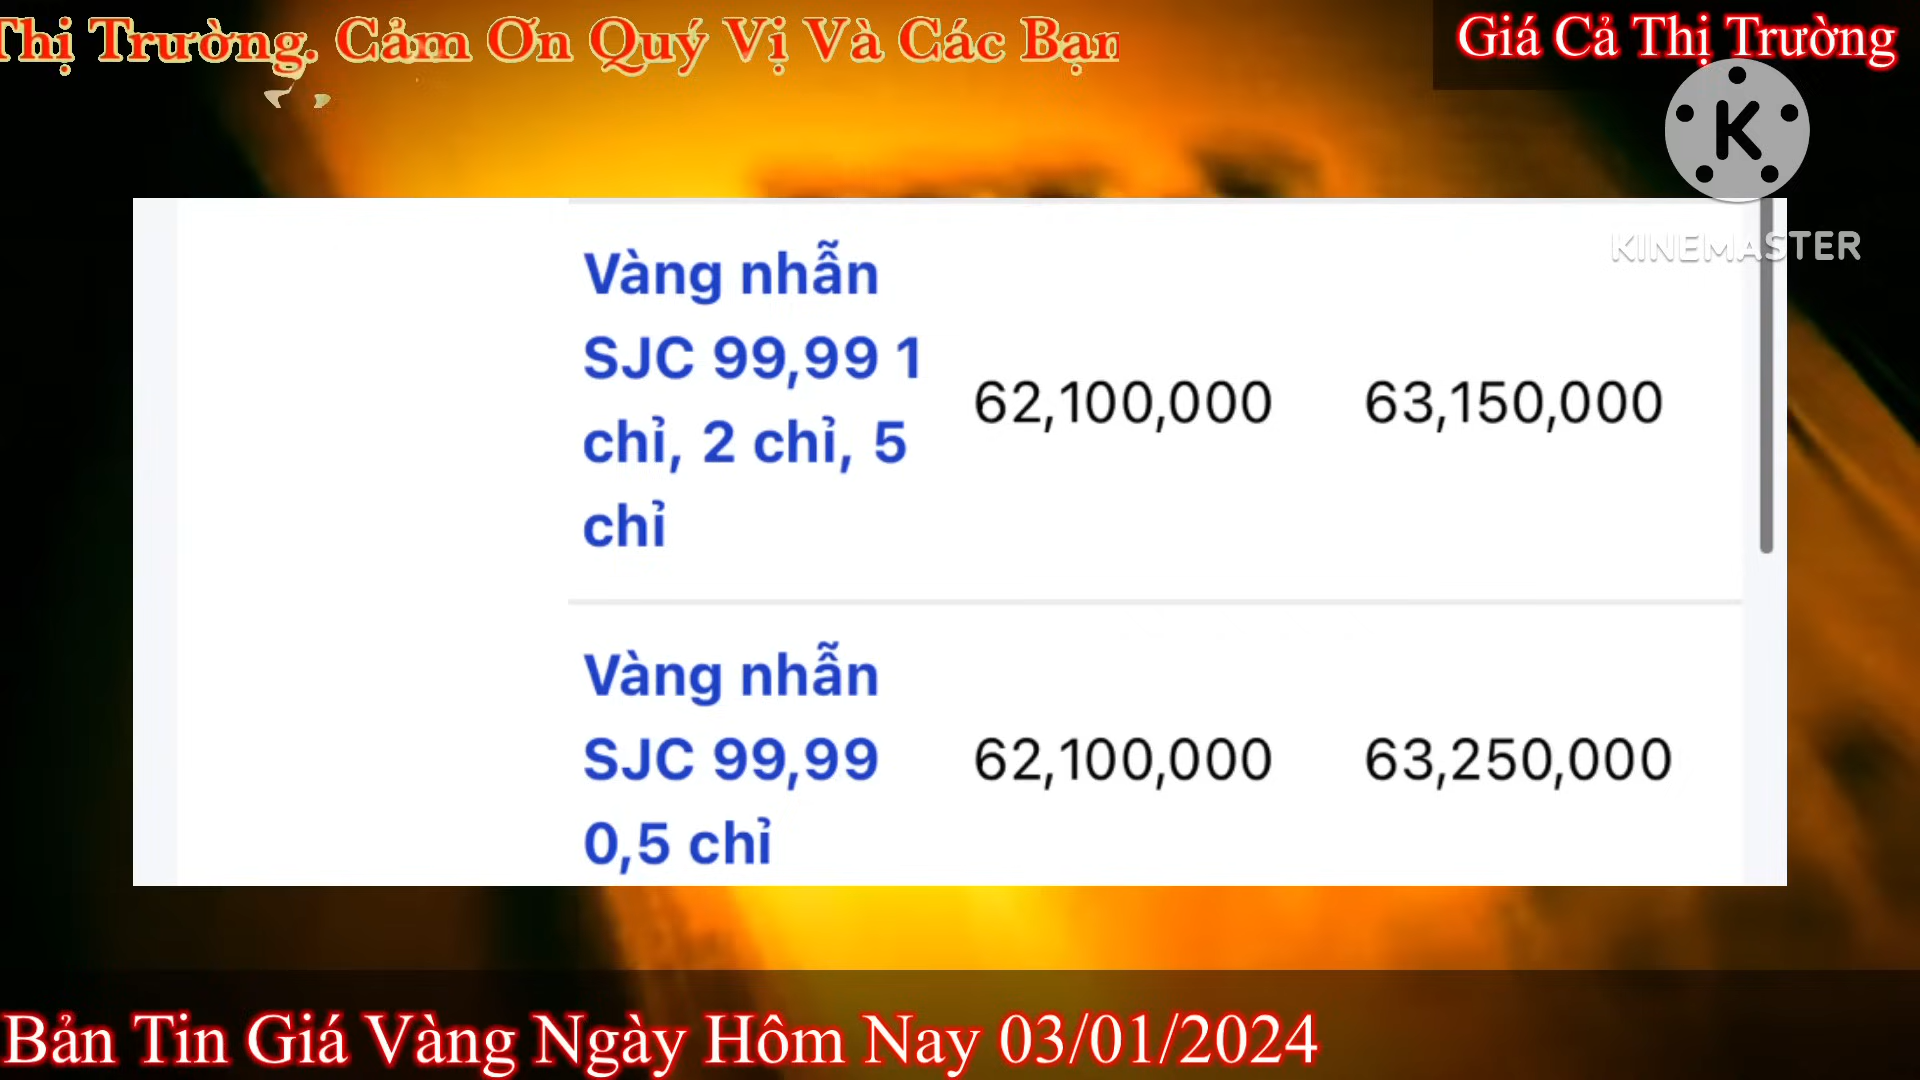 Thị Trường. Cảm Ơn Quý Vị Và Các Bạn
Giá Cả Thị Trường
K
KINEMASTER
Vàng nhẫn
SJC 99,99 1
chỉ, 2 chỉ, 5
chỉ
62,100,000
63,150,000
Vàng nhẫn
SJC 99,99
0,5 chỉ
62,100,000
63,250,000
Bản Tin Giá Vàng Ngày Hôm Nay 03/01/2024